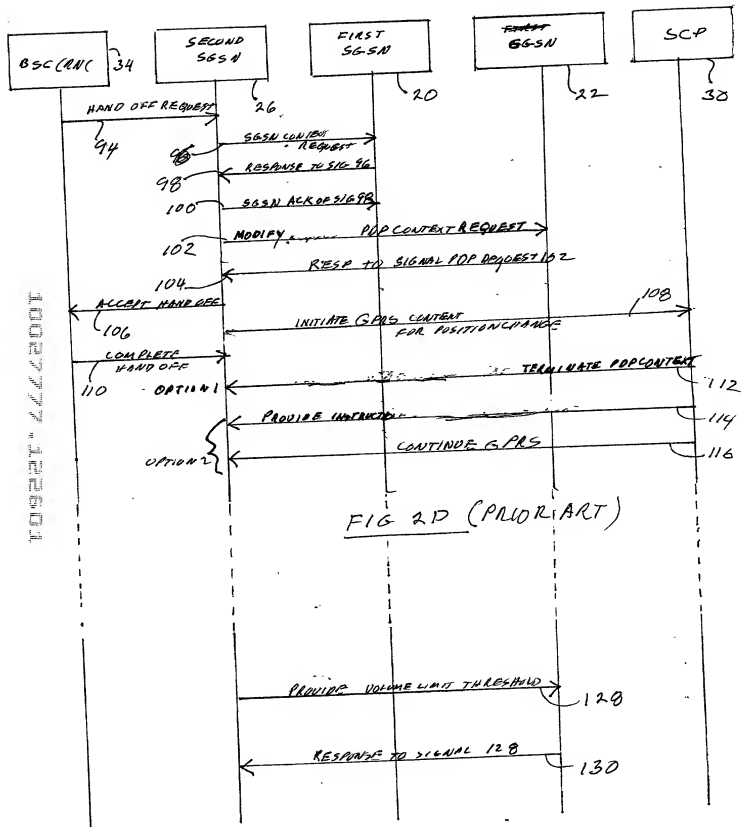 BSC/RNC
34
SECOND
SGSN
26
FIRST
SGSN
20
FIRST
GGSN
22
SCP
30
HAND OFF REQUEST
94
SGSN CONTEXT
REQUEST
96
RESPONSE TO SIG 96
98
SGSN ACK OF SIG 98
100
MODIFY PDP CONTEXT REQUEST
102
RESP TO SIGNAL PDP REQUEST 102
104
ACCEPT HAND OFF
106
INITIATE GPRS CONTENT
FOR POSITION CHANGE
108
COMPLETE
HAND OFF
110
TERMINATE PDP CONTEXT
OPTION 1
112
PROVIDE INSTRUCTION
114
CONTINUE GPRS
OPTION 2
116
FIG 2D (PRIOR ART)
10027777.122601
PROVIDE VOLUME LIMIT THRESHOLD
128
RESPONSE TO SIGNAL 128
130